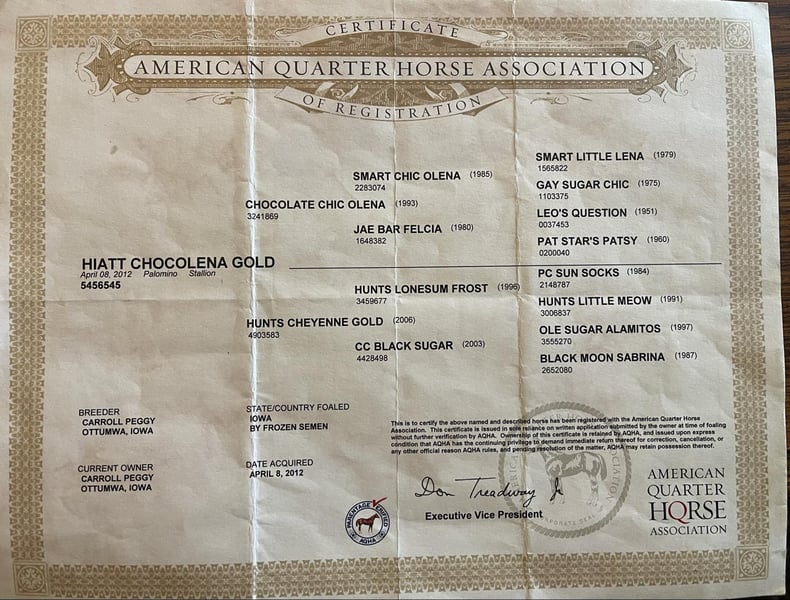 CERTIFICATE
AMERICAN QUARTER HORSE ASSOCIATION
OF REGISTRATION
SMART LITTLE LENA (1979)
1565822
SMART CHIC OLENA (1985)
2283074
GAY SUGAR CHIC (1975)
1103375
CHOCOLATE CHIC OLENA (1993)
3241869
LEO'S QUESTION (1951)
0037453
JAE BAR FELCIA (1980)
1648382
PAT STAR'S PATSY (1960)
0200040
HIATT CHOCOLENA GOLD
April 08, 2012 Palomino Stallion
5456545
PC SUN SOCKS (1984)
2148787
HUNTS LONESUM FROST (1996)
3459677
HUNTS LITTLE MEOW (1991)
3006837
HUNTS CHEYENNE GOLD (2006)
4903583
OLE SUGAR ALAMITOS (1997)
3555270
CC BLACK SUGAR (2003)
4428498
BLACK MOON SABRINA (1987)
2652080
BREEDER
CARROLL PEGGY
OTTUMWA, IOWA
STATE/COUNTRY FOALED
IOWA
BY FROZEN SEMEN
CURRENT OWNER
CARROLL PEGGY
OTTUMWA, IOWA
DATE ACQUIRED
APRIL 8, 2012
This is to certify the above named and described horse has been registered with the American Quarter Horse
Association. This certificate is issued in sole reliance on written application submitted by the owner at time of foaling
without further verification by AQHA. Ownership of this certificate is retained by AQHA, and issued upon express
condition that AQHA has the continuing privilege to demand immediate return thereof for correction, cancellation, or
any other official reason AQHA rules, and pending resolution of the matter, AQHA may retain possession thereof.
Don Treadway Jr
Executive Vice President
PARENTAGE VERIFIED
AQHA
AMERICAN
QUARTER
HORSE
ASSOCIATION